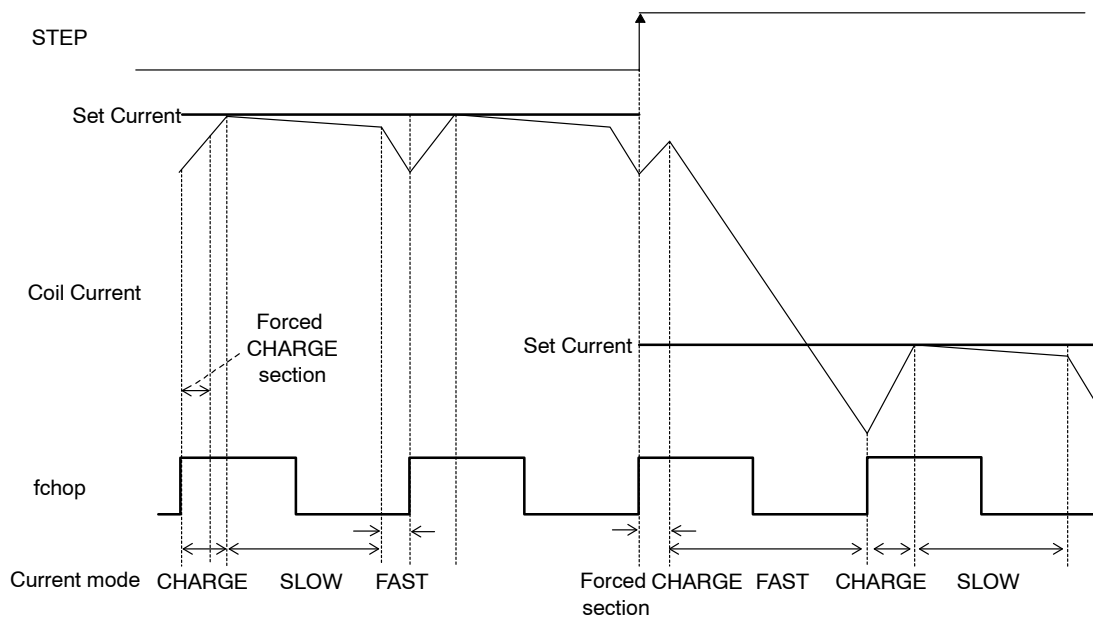 STEP
Set Current
Coil Current
Forced
CHARGE
section
Set Current
fchop
Current mode CHARGE SLOW FAST Forced CHARGE FAST CHARGE SLOW
section